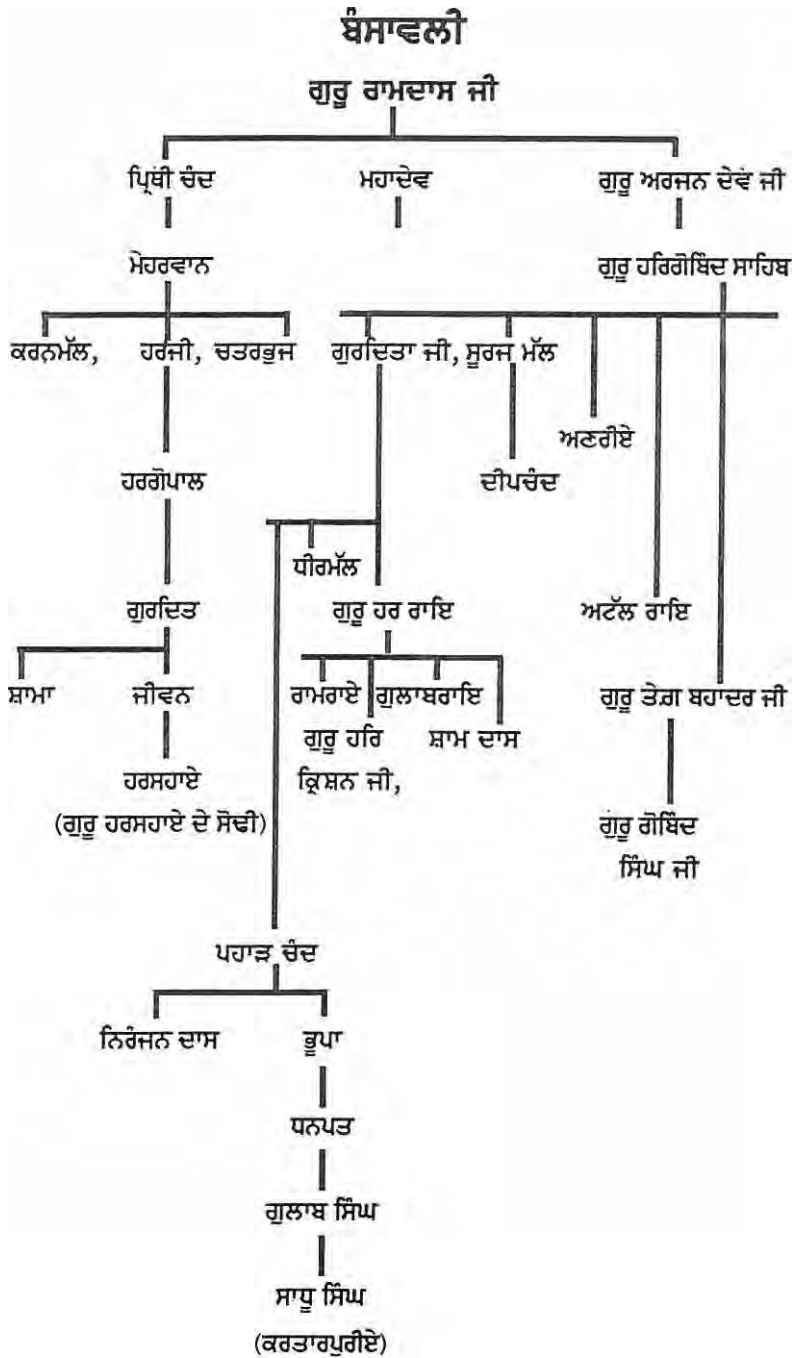 ਬੰਸਾਵਲੀ
ਗੁਰੂ ਰਾਮਦਾਸ ਜੀ
ਪ੍ਰਿਥੀ ਚੰਦ ਮਹਾਦੇਵ ਗੁਰੂ ਅਰਜਨ ਦੇਵ ਜੀ
ਮੇਹਰਵਾਨ ਗੁਰੂ ਹਰਿਗੋਬਿੰਦ ਸਾਹਿਬ
ਕਰਨਮੱਲ, ਹਰਜੀ, ਚਤਰਭੁਜ ਗੁਰਦਿਤਾ ਜੀ, ਸੂਰਜ ਮੱਲ
ਅਣਰੀਏ
ਹਰਗੋਪਾਲ ਦੀਪਚੰਦ
ਧੀਰਮੱਲ
ਗੁਰਦਿਤ ਗੁਰੂ ਹਰ ਰਾਇ ਅਟੱਲ ਰਾਇ
ਸ਼ਾਮਾ ਜੀਵਨ ਰਾਮਰਾਏ ਗੁਲਾਬਰਾਇ ਗੁਰੂ ਤੇਗ਼ ਬਹਾਦਰ ਜੀ
ਗੁਰੂ ਹਰਿ ਸ਼ਾਮ ਦਾਸ
ਹਰਸਹਾਏ ਕ੍ਰਿਸ਼ਨ ਜੀ,
(ਗੁਰੂ ਹਰਸਹਾਏ ਦੇ ਸੋਢੀ) ਗੁਰੂ ਗੋਬਿੰਦ
ਸਿੰਘ ਜੀ
ਪਹਾੜ ਚੰਦ
ਨਿਰੰਜਨ ਦਾਸ ਭੂਪਾ
ਧਨਪਤ
ਗੁਲਾਬ ਸਿੰਘ
ਸਾਧੂ ਸਿੰਘ
(ਕਰਤਾਰਪੁਰੀਏ)